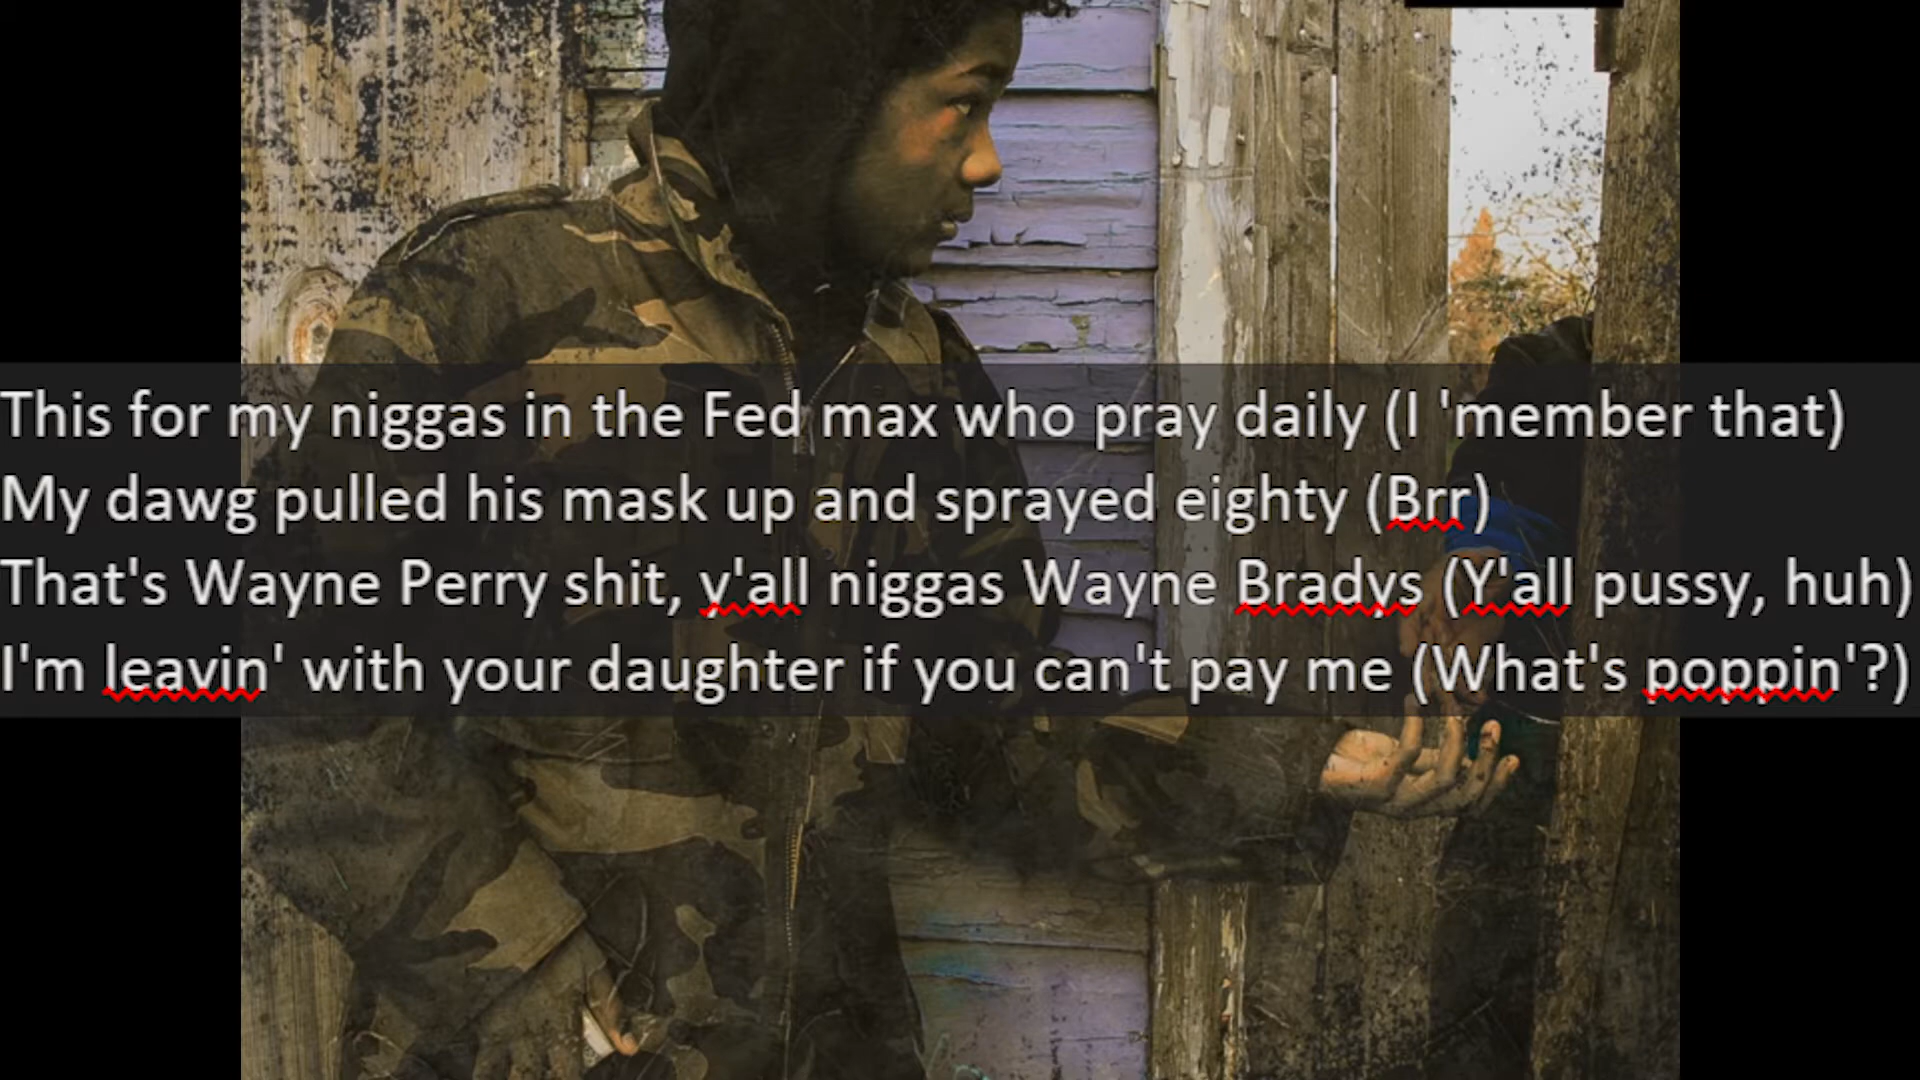 This for my niggas in the Fed max who pray daily (I 'member that)
My dawg pulled his mask up and sprayed eighty (Brr)
That's Wayne Perry shit, y'all niggas Wayne Bradys (Y'all pussy, huh)
I'm leavin' with your daughter if you can't pay me (What's poppin'?)